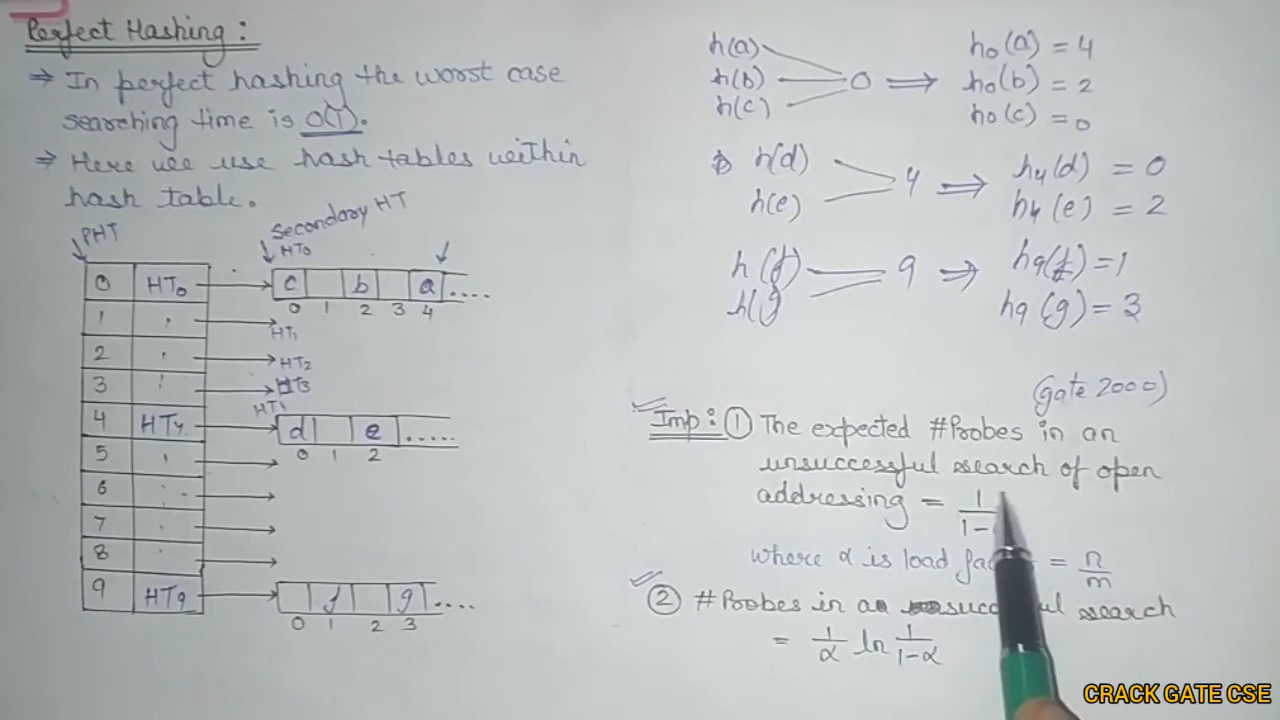 Perfect Hashing :
⇒ In perfect hashing the worst case
searching time is O(1).
⇒ Here we use hash tables within
hash table.
PHT
Secondary HT
HT0
0 HT0 c b a ....
0 1 2 3 4
1
HT1
2
HT2
3
HT3
4 HT4 d e .....
0 1 2
5
6
7
8
9 HT9 f g ....
0 1 2 3
h(a)
h(b) 0 ⇒
h(c)
h0(a) = 4
h0(b) = 2
h0(c) = 0
h(d)
h(e) 4 ⇒
h4(d) = 0
h4(e) = 2
h(f)
h(g 9 ⇒
h9(f) = 1
h9(g) = 3
(Gate 2000)
Imp : ① The expected #Probes in an
unsuccessful search of open
addressing = 1
1-
where α is load = n/m
② #Probes in a search
= 1/α ln 1/1-α
CRACK GATE CSE